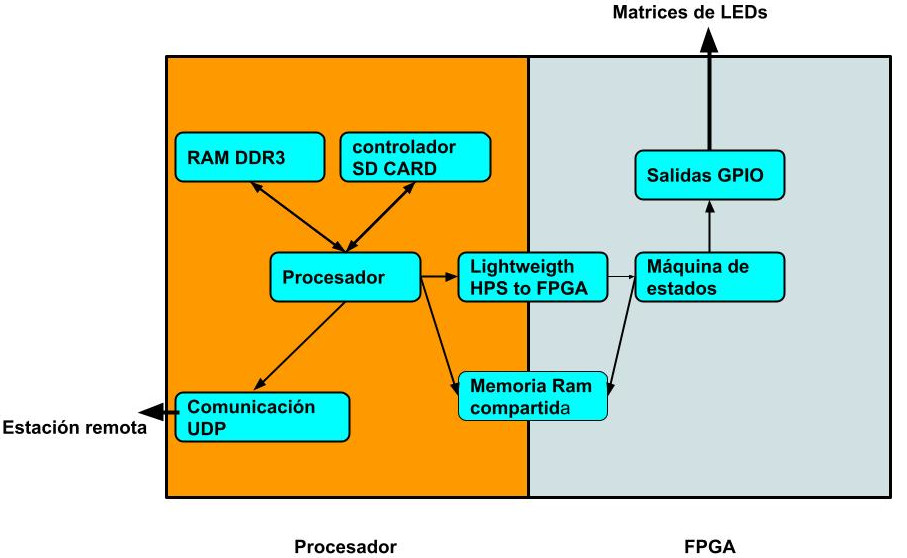 Matrices de LEDs
RAM DDR3
controlador
SD CARD
Salidas GPIO
Procesador
Lightweigth
HPS to FPGA
Máquina de
estados
Memoria Ram
compartida
Comunicación
UDP
Estación remota
Procesador
FPGA